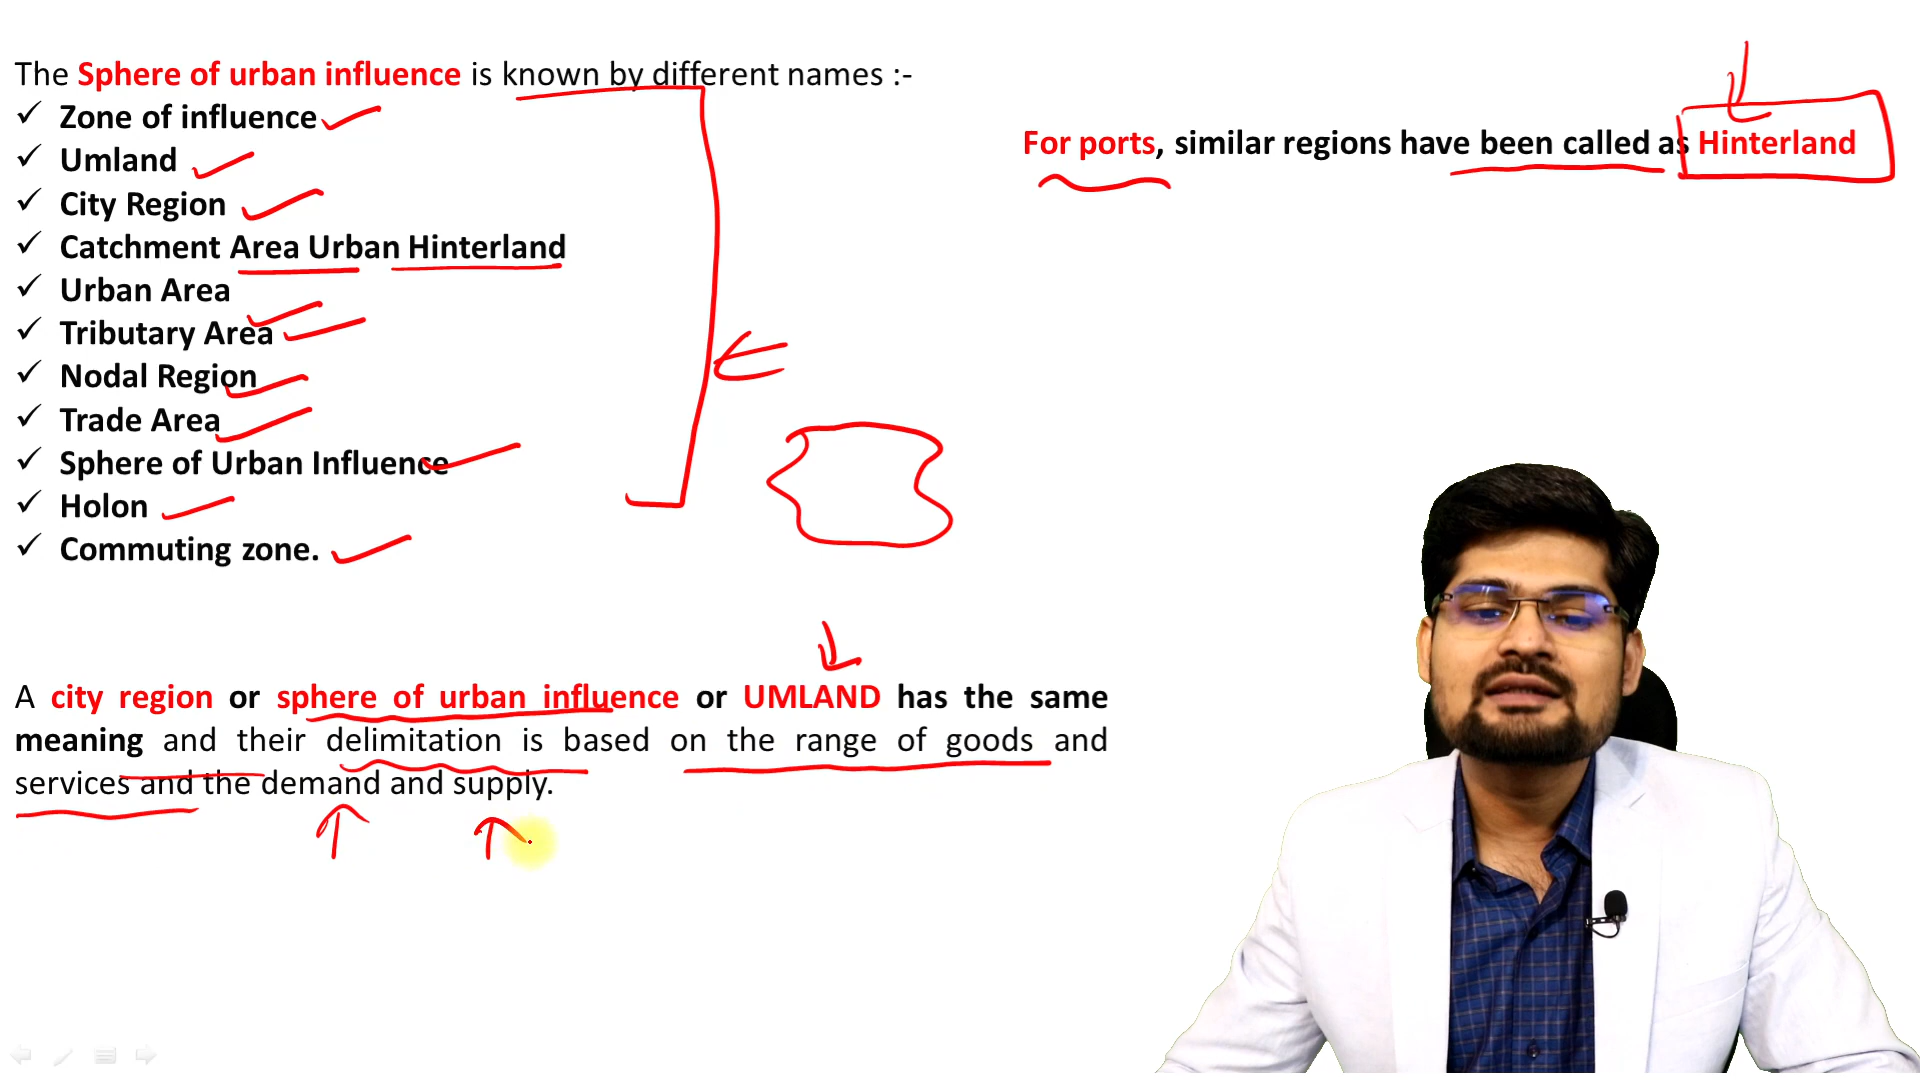 The Sphere of urban influence is known by different names :-
✓ Zone of influence
✓ Umland
✓ City Region
✓ Catchment Area Urban Hinterland
✓ Urban Area
✓ Tributary Area
✓ Nodal Region
✓ Trade Area
✓ Sphere of Urban Influence
✓ Holon
✓ Commuting zone.
For ports, similar regions have been called as Hinterland
A city region or sphere of urban influence or UMLAND has the same
meaning and their delimitation is based on the range of goods and
services and the demand and supply.